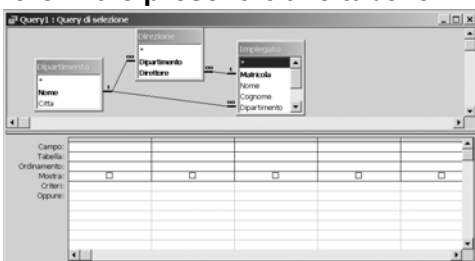 Query1 : Query di selezione
Direzione
*
Dipartimento
Direttore
Impiegato
*
Matricola
Nome
Cognome
Dipartimento
Dipartimento
*
Nome
Citta
Campo:
Tabella:
Ordinamento:
Mostra:
Criteri:
Oppure: